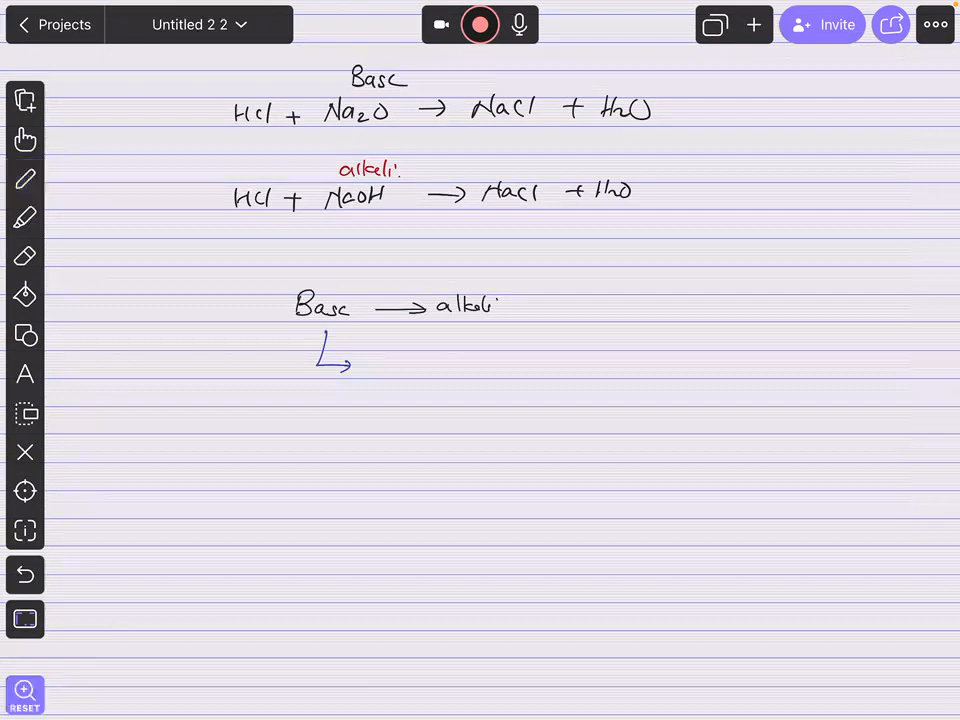 Projects Untitled 2 2 Invite
Base
HCl + Na₂O → NaCl + H₂O
alkali
HCl + NaOH → NaCl + H₂O
Base → alkali
RESET